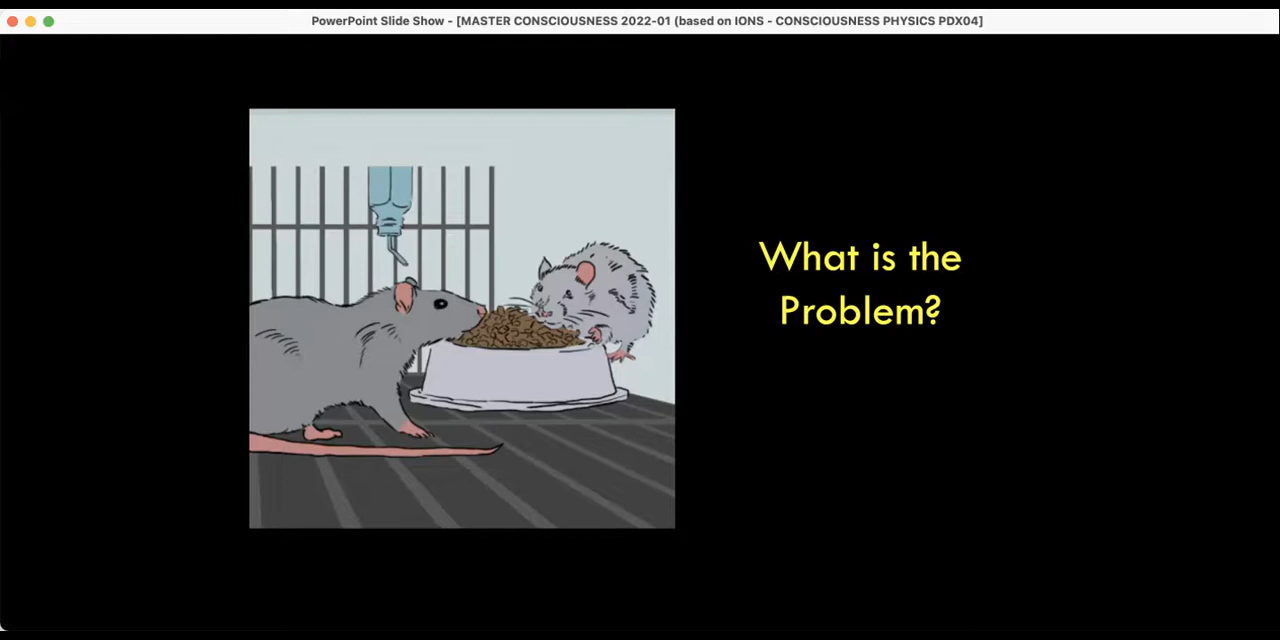 PowerPoint Slide Show - [MASTER CONSCIOUSNESS 2022-01 (based on IONS - CONSCIOUSNESS PHYSICS PDX04]
What is the
Problem?